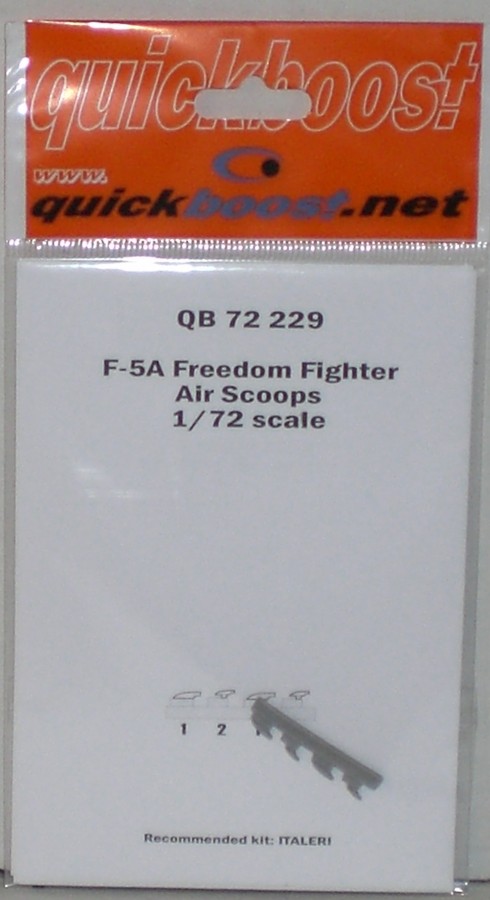 quickboost
www.
quickboost.net
QB 72 229
F-5A Freedom Fighter
Air Scoops
1/72 scale
1 2
Recommended kit: ITALERI